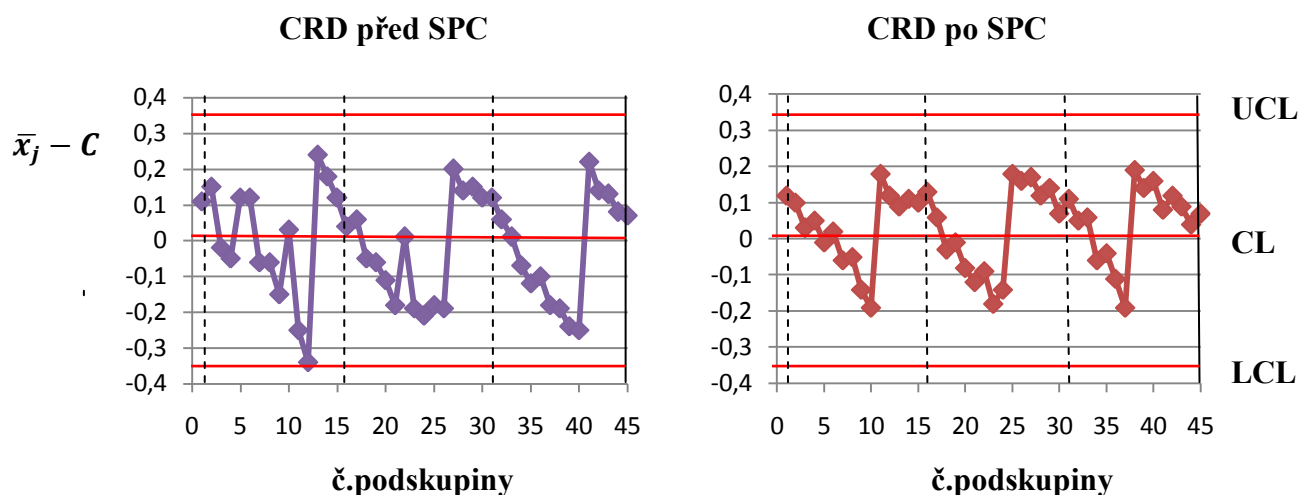 CRD před SPC
CRD po SPC
x̄ⱼ − C
0,4
0,3
0,2
0,1
0
-0,1
-0,2
-0,3
-0,4
0 5 10 15 20 25 30 35 40 45
č.podskupiny
0,4
0,3
0,2
0,1
0
-0,1
-0,2
-0,3
-0,4
0 5 10 15 20 25 30 35 40 45
č.podskupiny
UCL
CL
LCL